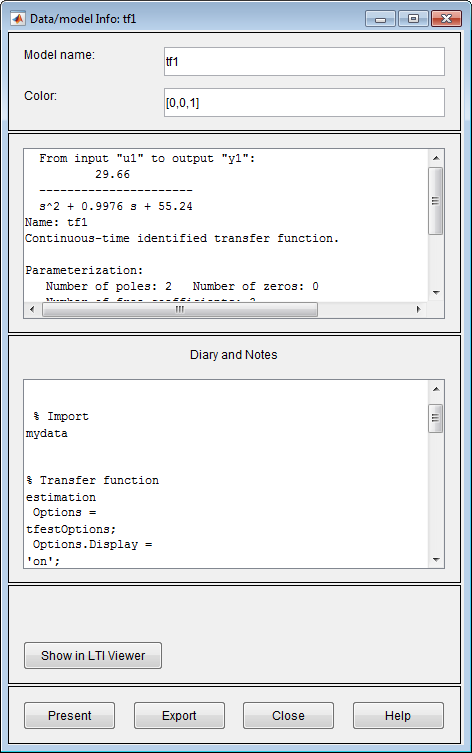 Data/model Info: tf1
Model name:
tf1
Color:
[0,0,1]
From input "u1" to output "y1":
29.66
----------------------
s^2 + 0.9976 s + 55.24
Name: tf1
Continuous-time identified transfer function.
Parameterization:
Number of poles: 2   Number of zeros: 0
Number of free coefficients: 3
Diary and Notes
% Import
mydata
% Transfer function
estimation
Options =
tfestOptions;
Options.Display =
'on';
Show in LTI Viewer
Present
Export
Close
Help